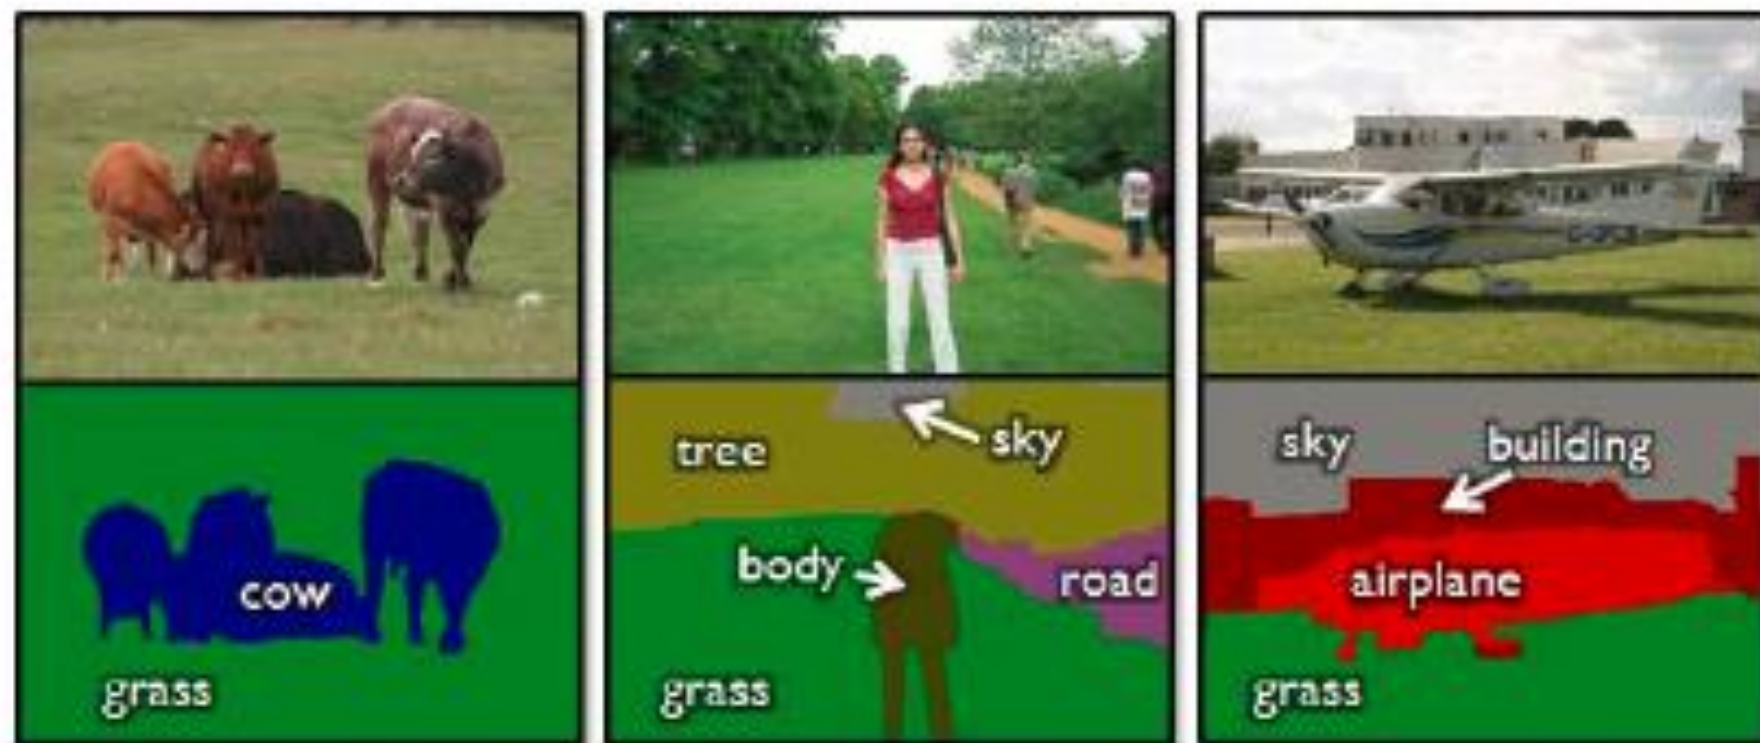 cow
grass
tree
sky
body
road
grass
sky
building
airplane
grass